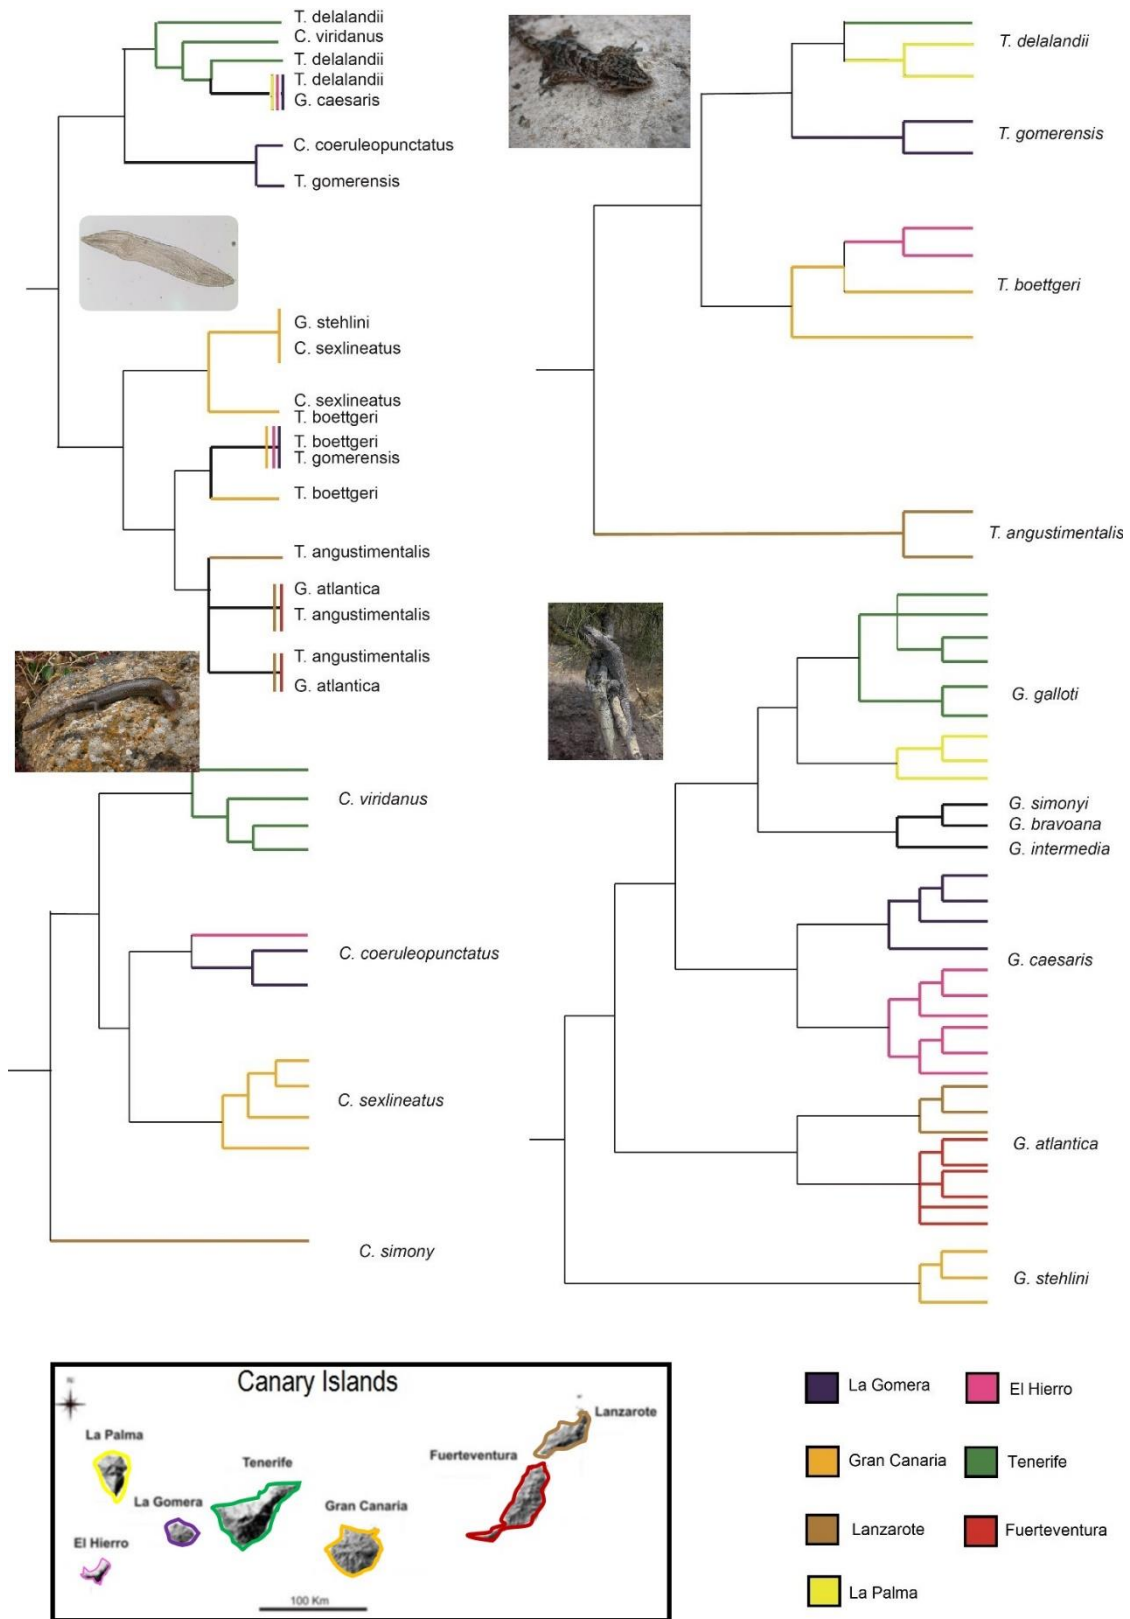 T. delalandii
C. viridanus
T. delalandii
T. delalandii
G. caesaris
C. coeruleopunctatus
T. gomerensis
G. stehlini
C. sexlineatus
C. sexlineatus
T. boettgeri
T. boettgeri
T. gomerensis
T. boettgeri
T. angustimentalis
G. atlantica
T. angustimentalis
T. angustimentalis
G. atlantica
T. delalandii
T. gomerensis
T. boettgeri
T. angustimentalis
C. viridanus
C. coeruleopunctatus
C. sexlineatus
C. simony
G. galloti
G. simonyi
G. bravoana
G. intermedia
G. caesaris
G. atlantica
G. stehlini
Canary Islands
N
Lanzarote
La Palma
Fuerteventura
Tenerife
La Gomera
Gran Canaria
El Hierro
100 Km
La Gomera
El Hierro
Gran Canaria
Tenerife
Lanzarote
Fuerteventura
La Palma